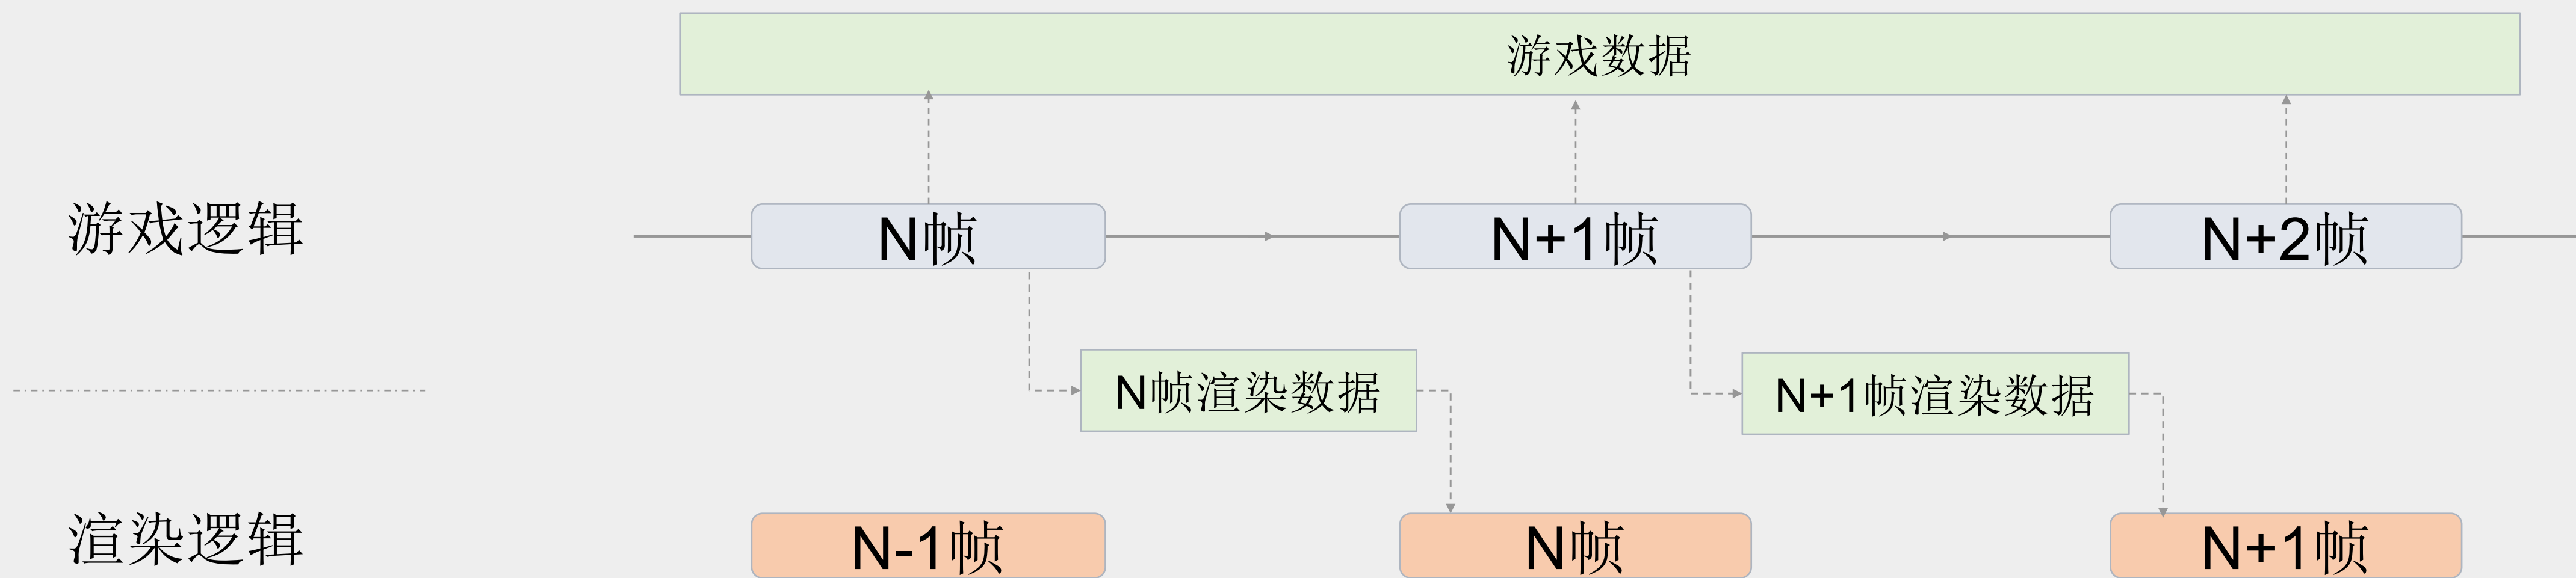 游戏数据
游戏逻辑
N帧
N+1帧
N+2帧
N帧渲染数据
N+1帧渲染数据
渲染逻辑
N-1帧
N帧
N+1帧